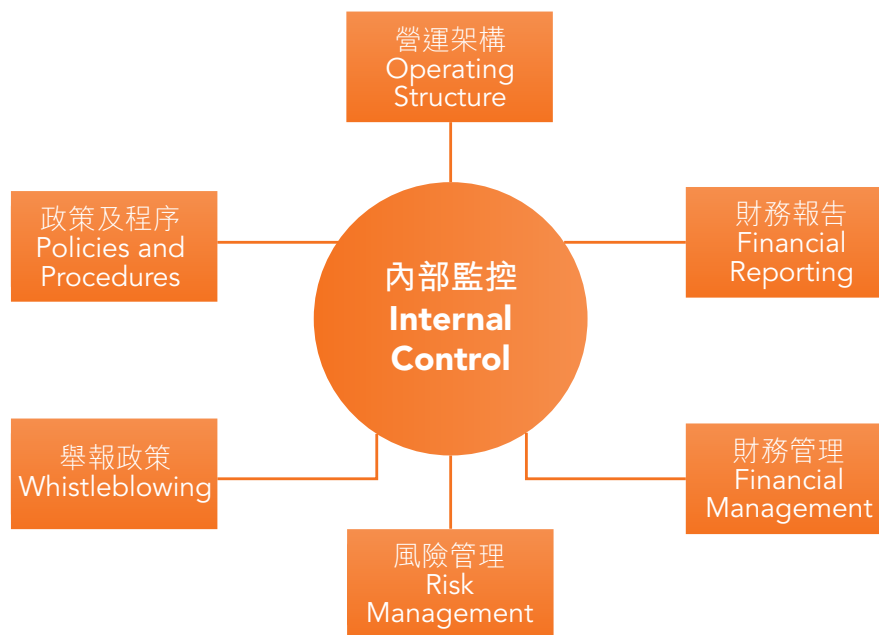 營運架構
Operating
Structure
政策及程序
Policies and
Procedures
財務報告
Financial
Reporting
內部監控
Internal
Control
舉報政策
Whistleblowing
財務管理
Financial
Management
風險管理
Risk
Management